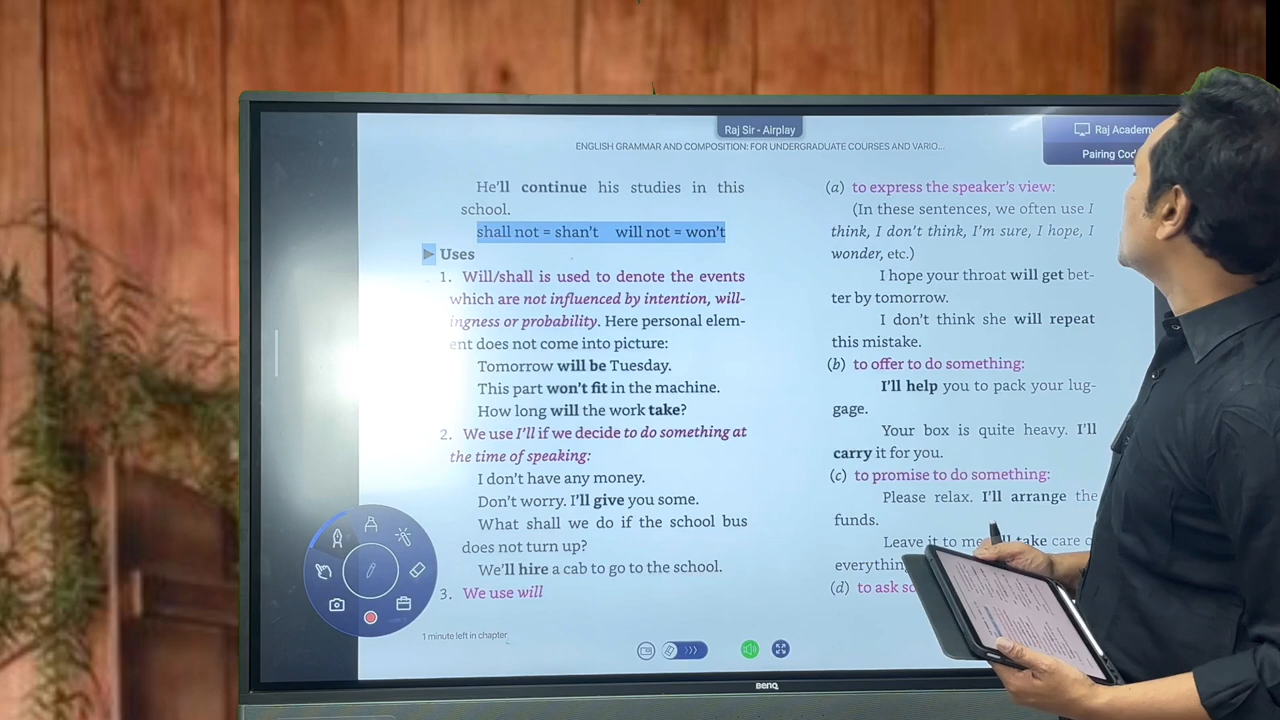 Raj Sir - Airplay
Raj Academy
Pairing Cod
ENGLISH GRAMMAR AND COMPOSITION: FOR UNDERGRADUATE COURSES AND VARIO...
He'll continue his studies in this
school.
shall not = shan't will not = won't
▶ Uses
1. Will/shall is used to denote the events
which are not influenced by intention, will-
ingness or probability. Here personal elem-
ent does not come into picture:
Tomorrow will be Tuesday.
This part won't fit in the machine.
How long will the work take?
2. We use I'll if we decide to do something at
the time of speaking:
I don't have any money.
Don't worry. I'll give you some.
What shall we do if the school bus
does not turn up?
We'll hire a cab to go to the school.
3. We use will
1 minute left in chapter
(a) to express the speaker's view:
(In these sentences, we often use I
think, I don't think, I'm sure, I hope, I
wonder, etc.)
I hope your throat will get bet-
ter by tomorrow.
I don't think she will repeat
this mistake.
(b) to offer to do something:
I'll help you to pack your lug-
gage.
Your box is quite heavy. I'll
carry it for you.
(c) to promise to do something:
Please relax. I'll arrange the
funds.
Leave it to me ll take care
everythin
(d) to ask so
BenQ